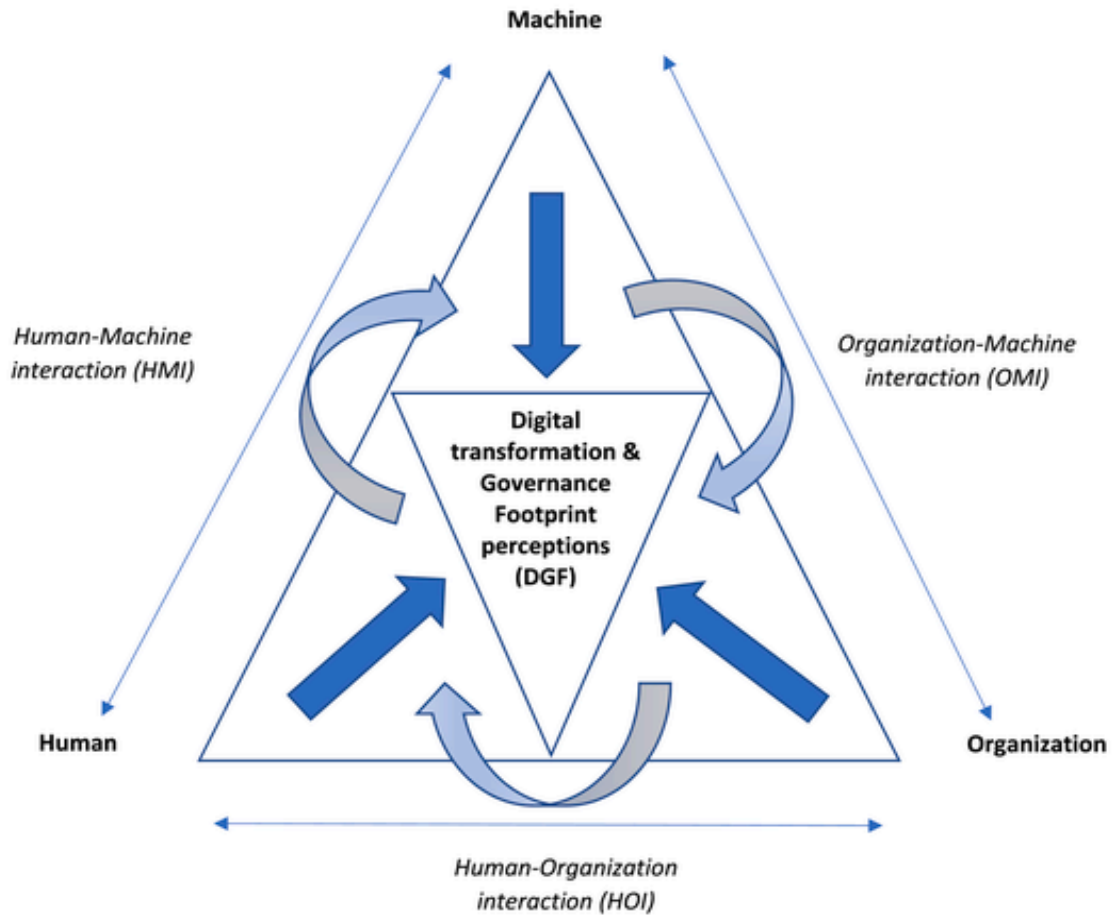 Machine
Human-Machine
interaction (HMI)
Organization-Machine
interaction (OMI)
Digital
transformation &
Governance
Footprint
perceptions
(DGF)
Human
Organization
Human-Organization
interaction (HOI)